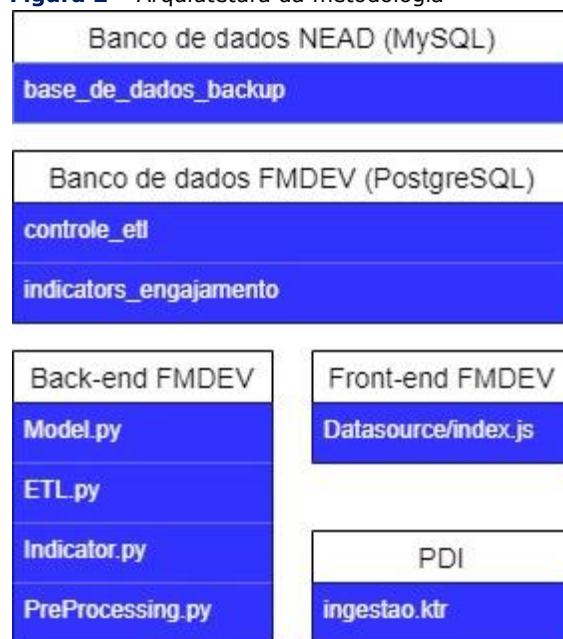 Figura 2 – Arquiatetura da metodologia
Banco de dados NEAD (MySQL)
base_de_dados_backup
Banco de dados FMDEV (PostgreSQL)
controle_etl
indicators_engajamento
Back-end FMDEV
Model.py
ETL.py
Indicator.py
PreProcessing.py
Front-end FMDEV
Datasource/index.js
PDI
ingestao.ktr